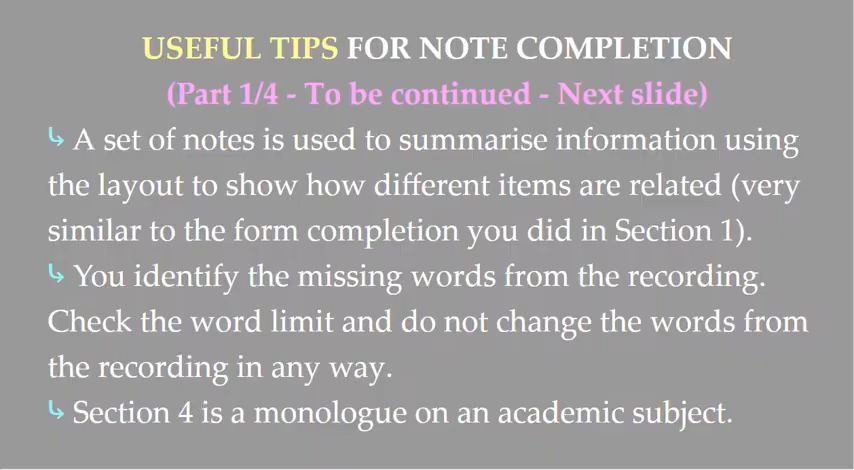 USEFUL TIPS FOR NOTE COMPLETION
(Part 1/4 - To be continued - Next slide)
⤷ A set of notes is used to summarise information using
the layout to show how different items are related (very
similar to the form completion you did in Section 1).
⤷ You identify the missing words from the recording.
Check the word limit and do not change the words from
the recording in any way.
⤷ Section 4 is a monologue on an academic subject.